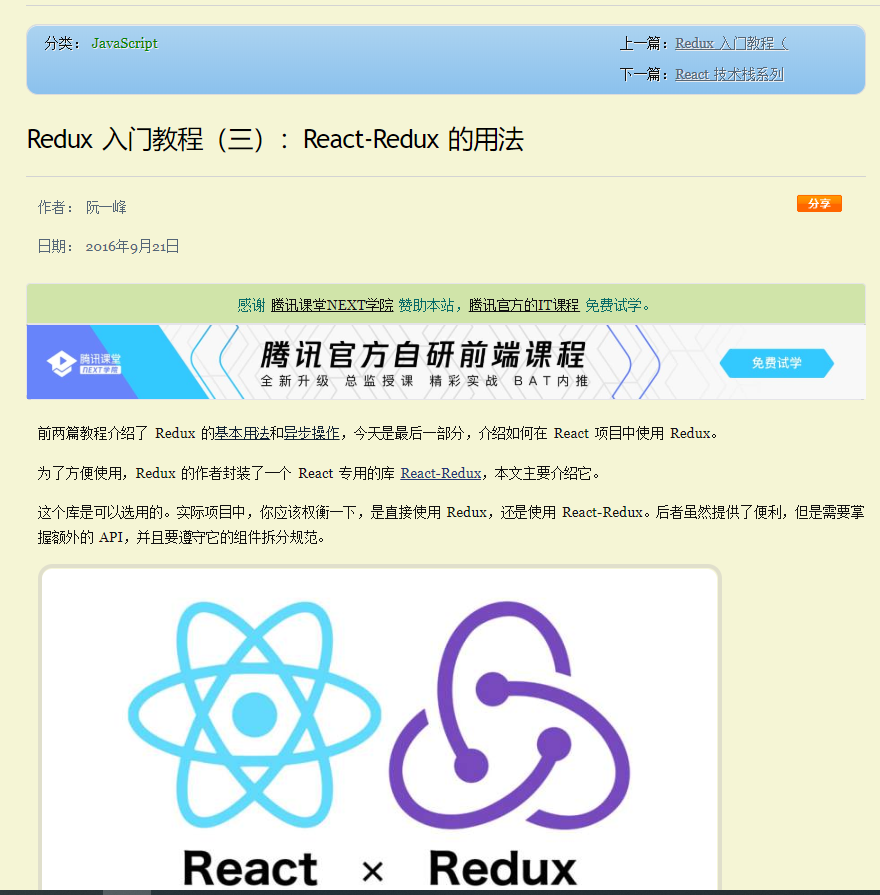 分类： JavaScript
上一篇：Redux 入门教程（
下一篇：React 技术栈系列
Redux 入门教程（三）：React-Redux 的用法
作者： 阮一峰
分享
日期： 2016年9月21日
感谢 腾讯课堂NEXT学院 赞助本站，腾讯官方的IT课程 免费试学。
腾讯课堂
NEXT学院
腾讯官方自研前端课程
全新升级 总监授课 精彩实战 BAT内推
免费试学
前两篇教程介绍了 Redux 的基本用法和异步操作，今天是最后一部分，介绍如何在 React 项目中使用 Redux。
为了方便使用，Redux 的作者封装了一个 React 专用的库 React-Redux，本文主要介绍它。
这个库是可以选用的。实际项目中，你应该权衡一下，是直接使用 Redux，还是使用 React-Redux。后者虽然提供了便利，但是需要掌
握额外的 API，并且要遵守它的组件拆分规范。
React × Redux